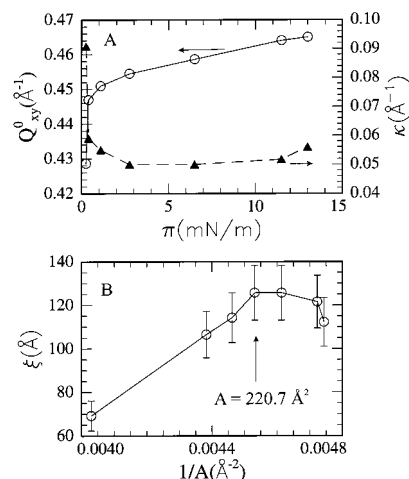 A
0.47
0.46
0.45
0.44
0.43
0.42
Q⁰xy(Å⁻¹)
0.10
0.09
0.08
0.07
0.06
0.05
0.04
κ(Å⁻¹)
0 5 10 15
π(mN/m)
B
140
120
100
80
60
ξ(Å)
A = 220.7 Å²
0.0040 0.0044 0.0048
1/A(Å⁻²)